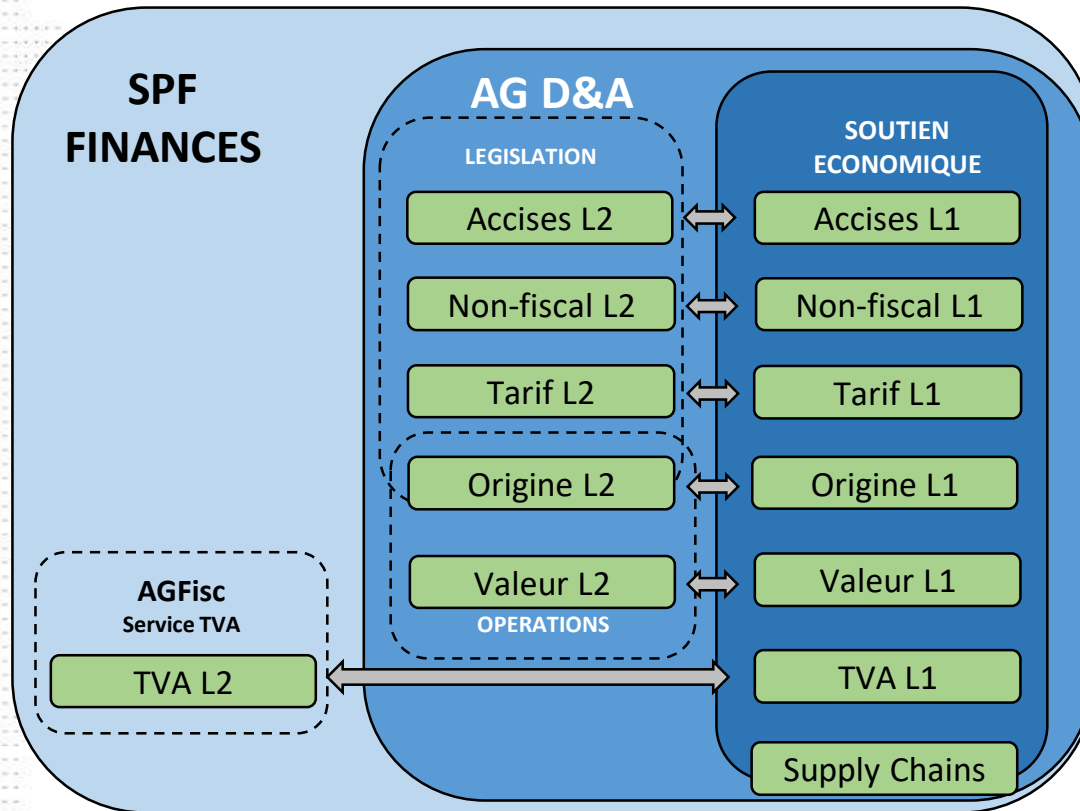 SPF
FINANCES
AG D&A
LEGISLATION
SOUTIEN
ECONOMIQUE
Accises L2
Accises L1
Non-fiscal L2
Non-fiscal L1
Tarif L2
Tarif L1
Origine L2
Origine L1
Valeur L2
Valeur L1
OPERATIONS
AGFisc
Service TVA
TVA L2
TVA L1
Supply Chains